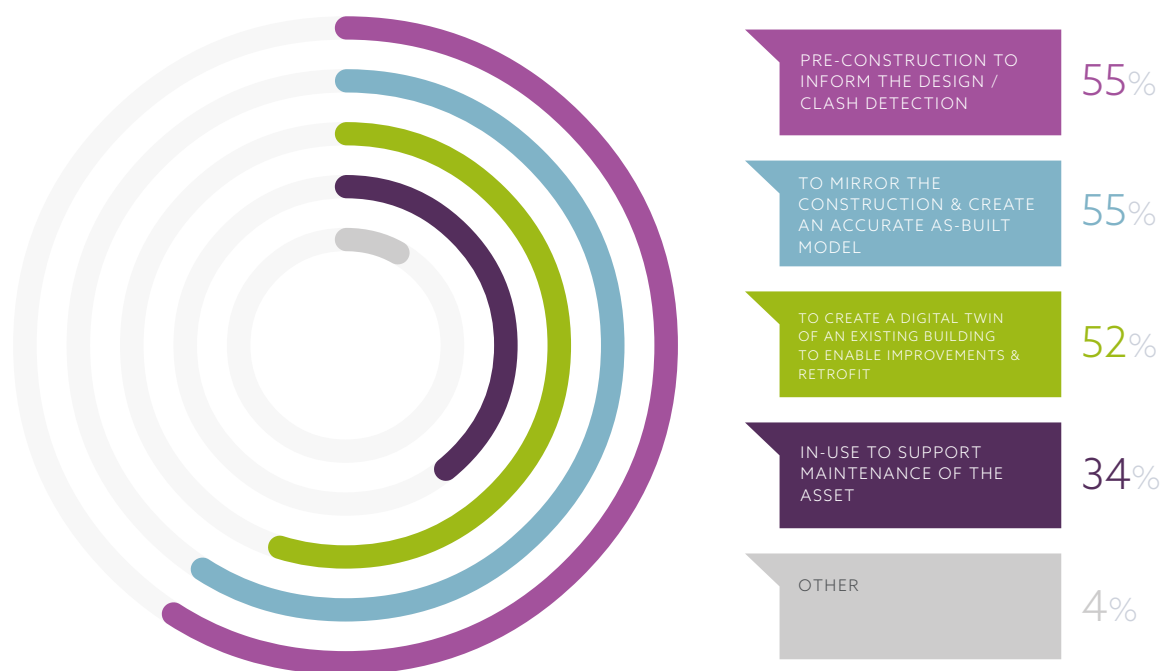 PRE-CONSTRUCTION TO
INFORM THE DESIGN /
CLASH DETECTION
55%
TO MIRROR THE
CONSTRUCTION & CREATE
AN ACCURATE AS-BUILT
MODEL
55%
TO CREATE A DIGITAL TWIN
OF AN EXISTING BUILDING
TO ENABLE IMPROVEMENTS &
RETROFIT
52%
IN-USE TO SUPPORT
MAINTENANCE OF THE
ASSET
34%
OTHER
4%